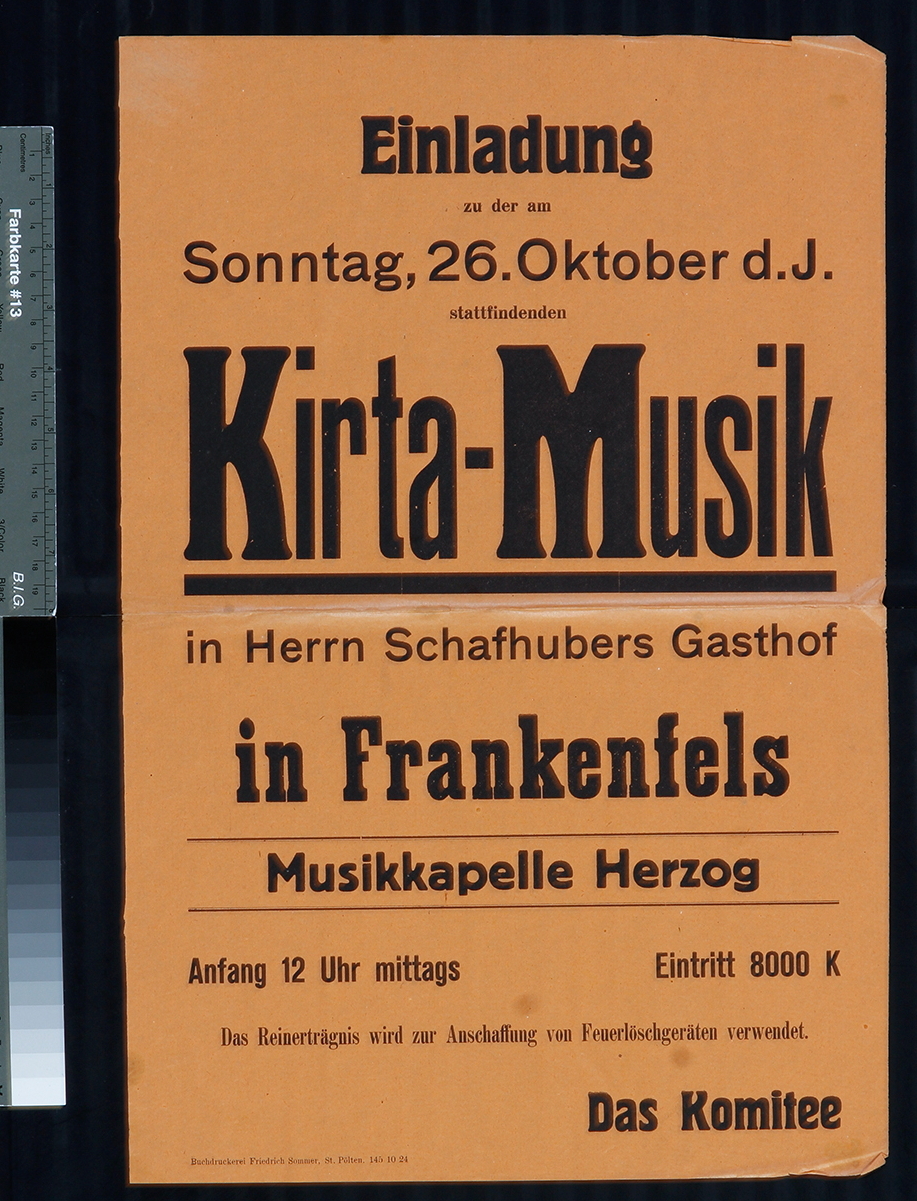 Einladung
zu der am
Sonntag, 26. Oktober d. J.
stattfindenden
Kirta-Musik
in Herrn Schafhubers Gasthof
in Frankenfels
Musikkapelle Herzog
Anfang 12 Uhr mittags Eintritt 8000 K
Das Reinerträgnis wird zur Anschaffung von Feuerlöschgeräten verwendet.
Das Komitee
Buchdruckerei Friedrich Sommer, St. Pölten. 145 10 24
Farbkarte #13
B.I.G.
Centimetres
Inches